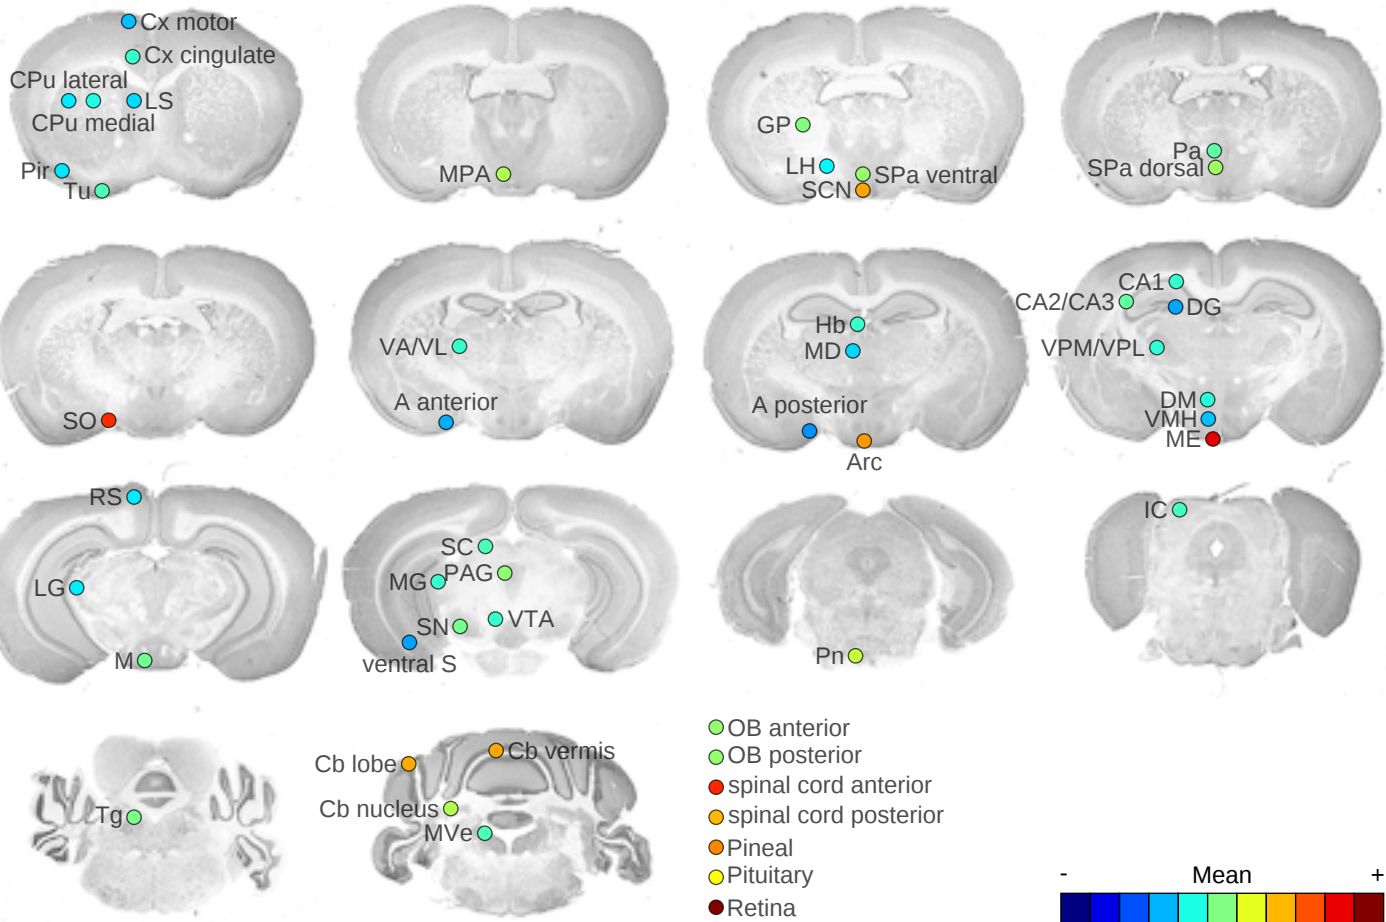 Cx motor
Cx cingulate
CPu lateral
LS
CPu medial
Pir
Tu
MPA
GP
LH
SPa ventral
SCN
Pa
SPa dorsal
SO
VA/VL
A anterior
Hb
MD
A posterior
Arc
CA1
CA2/CA3
DG
VPM/VPL
DM
VMH
ME
RS
LG
M
SC
MG
PAG
SN
VTA
ventral S
Pn
IC
Tg
Cb lobe
Cb vermis
Cb nucleus
MVe
OB anterior
OB posterior
spinal cord anterior
spinal cord posterior
Pineal
Pituitary
Retina
- Mean +